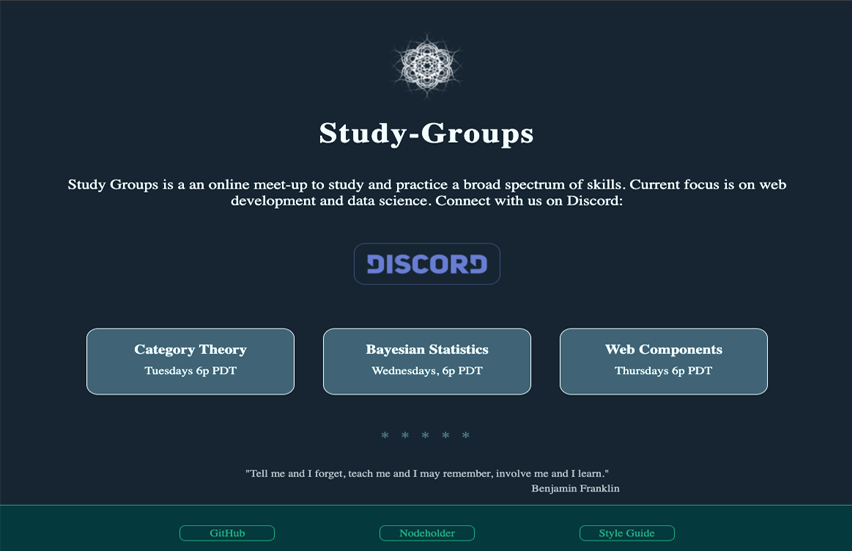 Study-Groups
Study Groups is a an online meet-up to study and practice a broad spectrum of skills. Current focus is on web
development and data science. Connect with us on Discord:
DISCORD
Category Theory
Tuesdays 6p PDT
Bayesian Statistics
Wednesdays, 6p PDT
Web Components
Thursdays 6p PDT
* * * * *
"Tell me and I forget, teach me and I may remember, involve me and I learn."
Benjamin Franklin
GitHub
Nodeholder
Style Guide